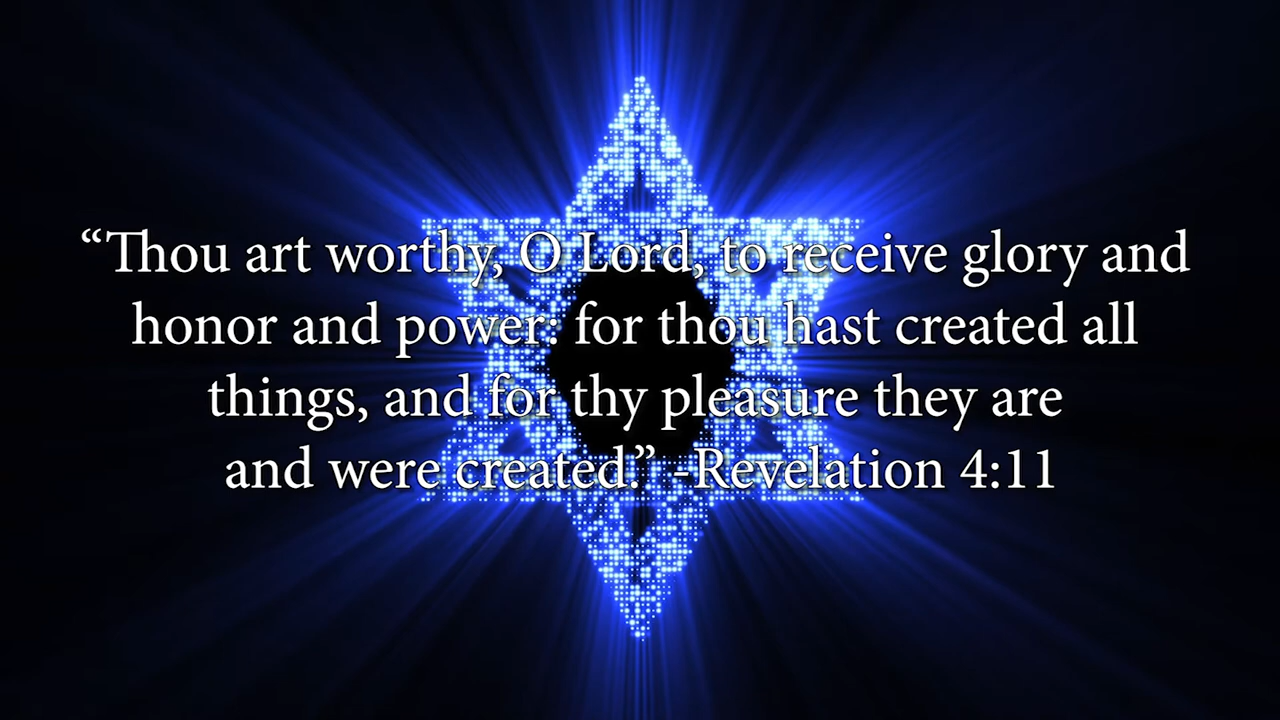 “Thou art worthy, O Lord, to receive glory and
honor and power: for thou hast created all
things, and for thy pleasure they are
and were created.” -Revelation 4:11